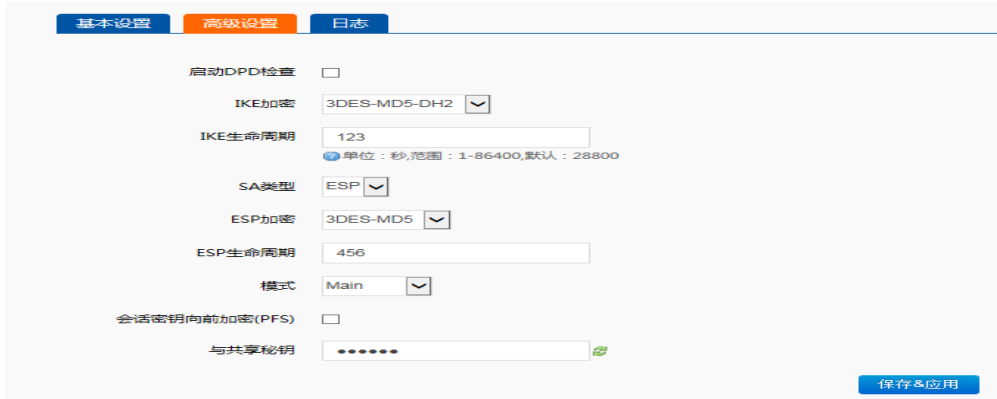 基本设置 高级设置 日志
启动DPD检查
IKE加密 3DES-MD5-DH2
IKE生命周期 123
单位：秒,范围：1-86400,默认：28800
SA类型 ESP
ESP加密 3DES-MD5
ESP生命周期 456
模式 Main
会话密钥向前加密(PFS)
与共享秘钥 ••••••
保存&应用